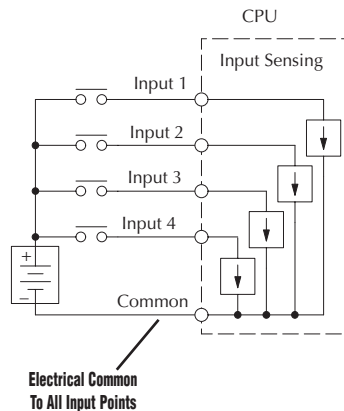 CPU
Input Sensing
Input 1
Input 2
Input 3
Input 4
+
–
Common
Electrical Common
To All Input Points